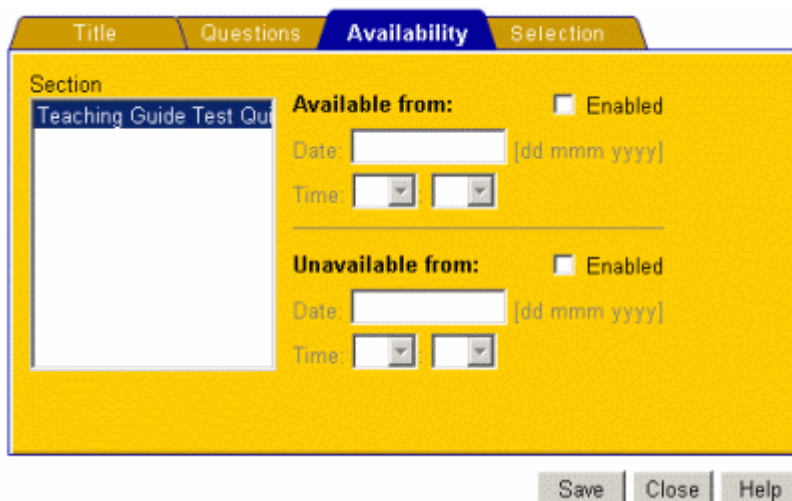 Title Questions Availability Selection
Section
Teaching Guide Test Qui
Available from: Enabled
Date: [dd mmm yyyy]
Time: :
Unavailable from: Enabled
Date: [dd mmm yyyy]
Time: :
Save Close Help